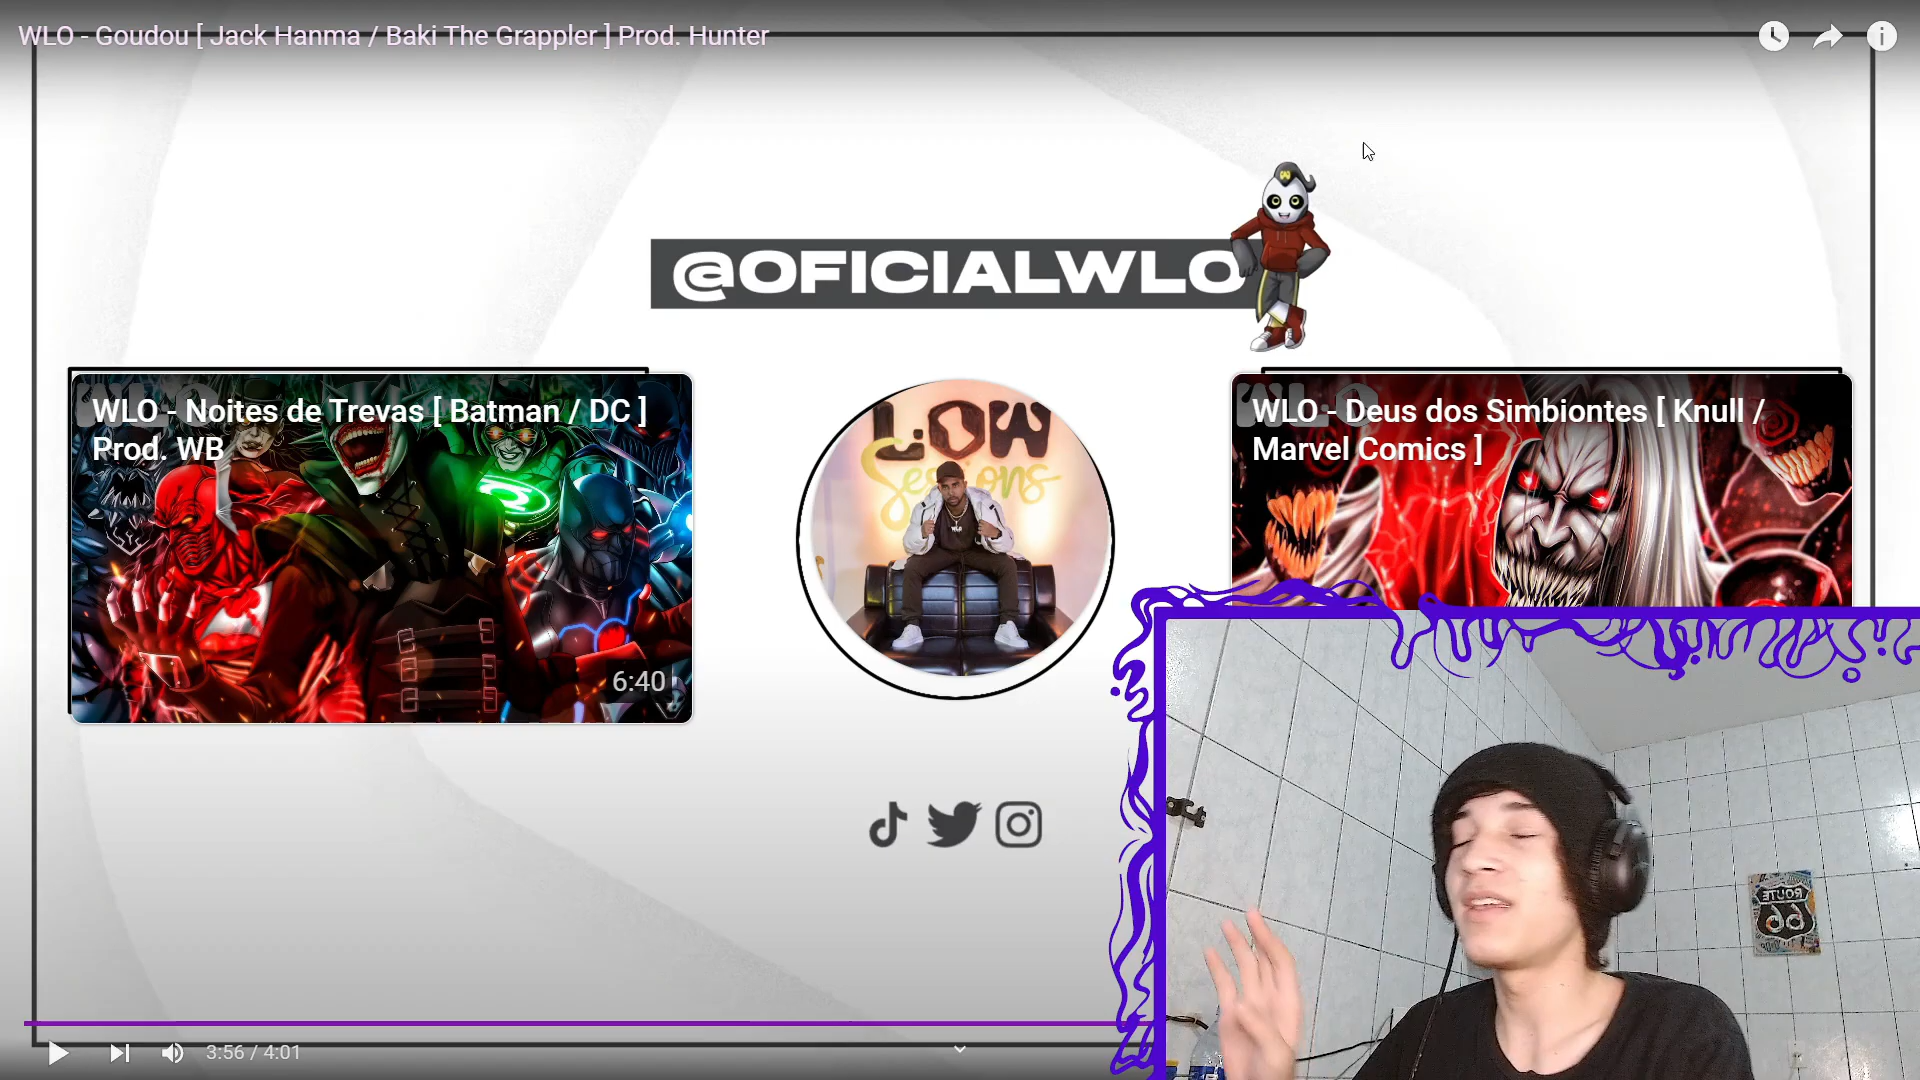 WLO - Goudou [ Jack Hanma / Baki The Grappler ] Prod. Hunter
@OFICIALWLO
WLO - Noites de Trevas [ Batman / DC ]
Prod. WB
6:40
LOW
Sessions
WLO
WLO - Deus dos Simbiontes [ Knull /
Marvel Comics ]
ROUTE
66
3:56 / 4:01